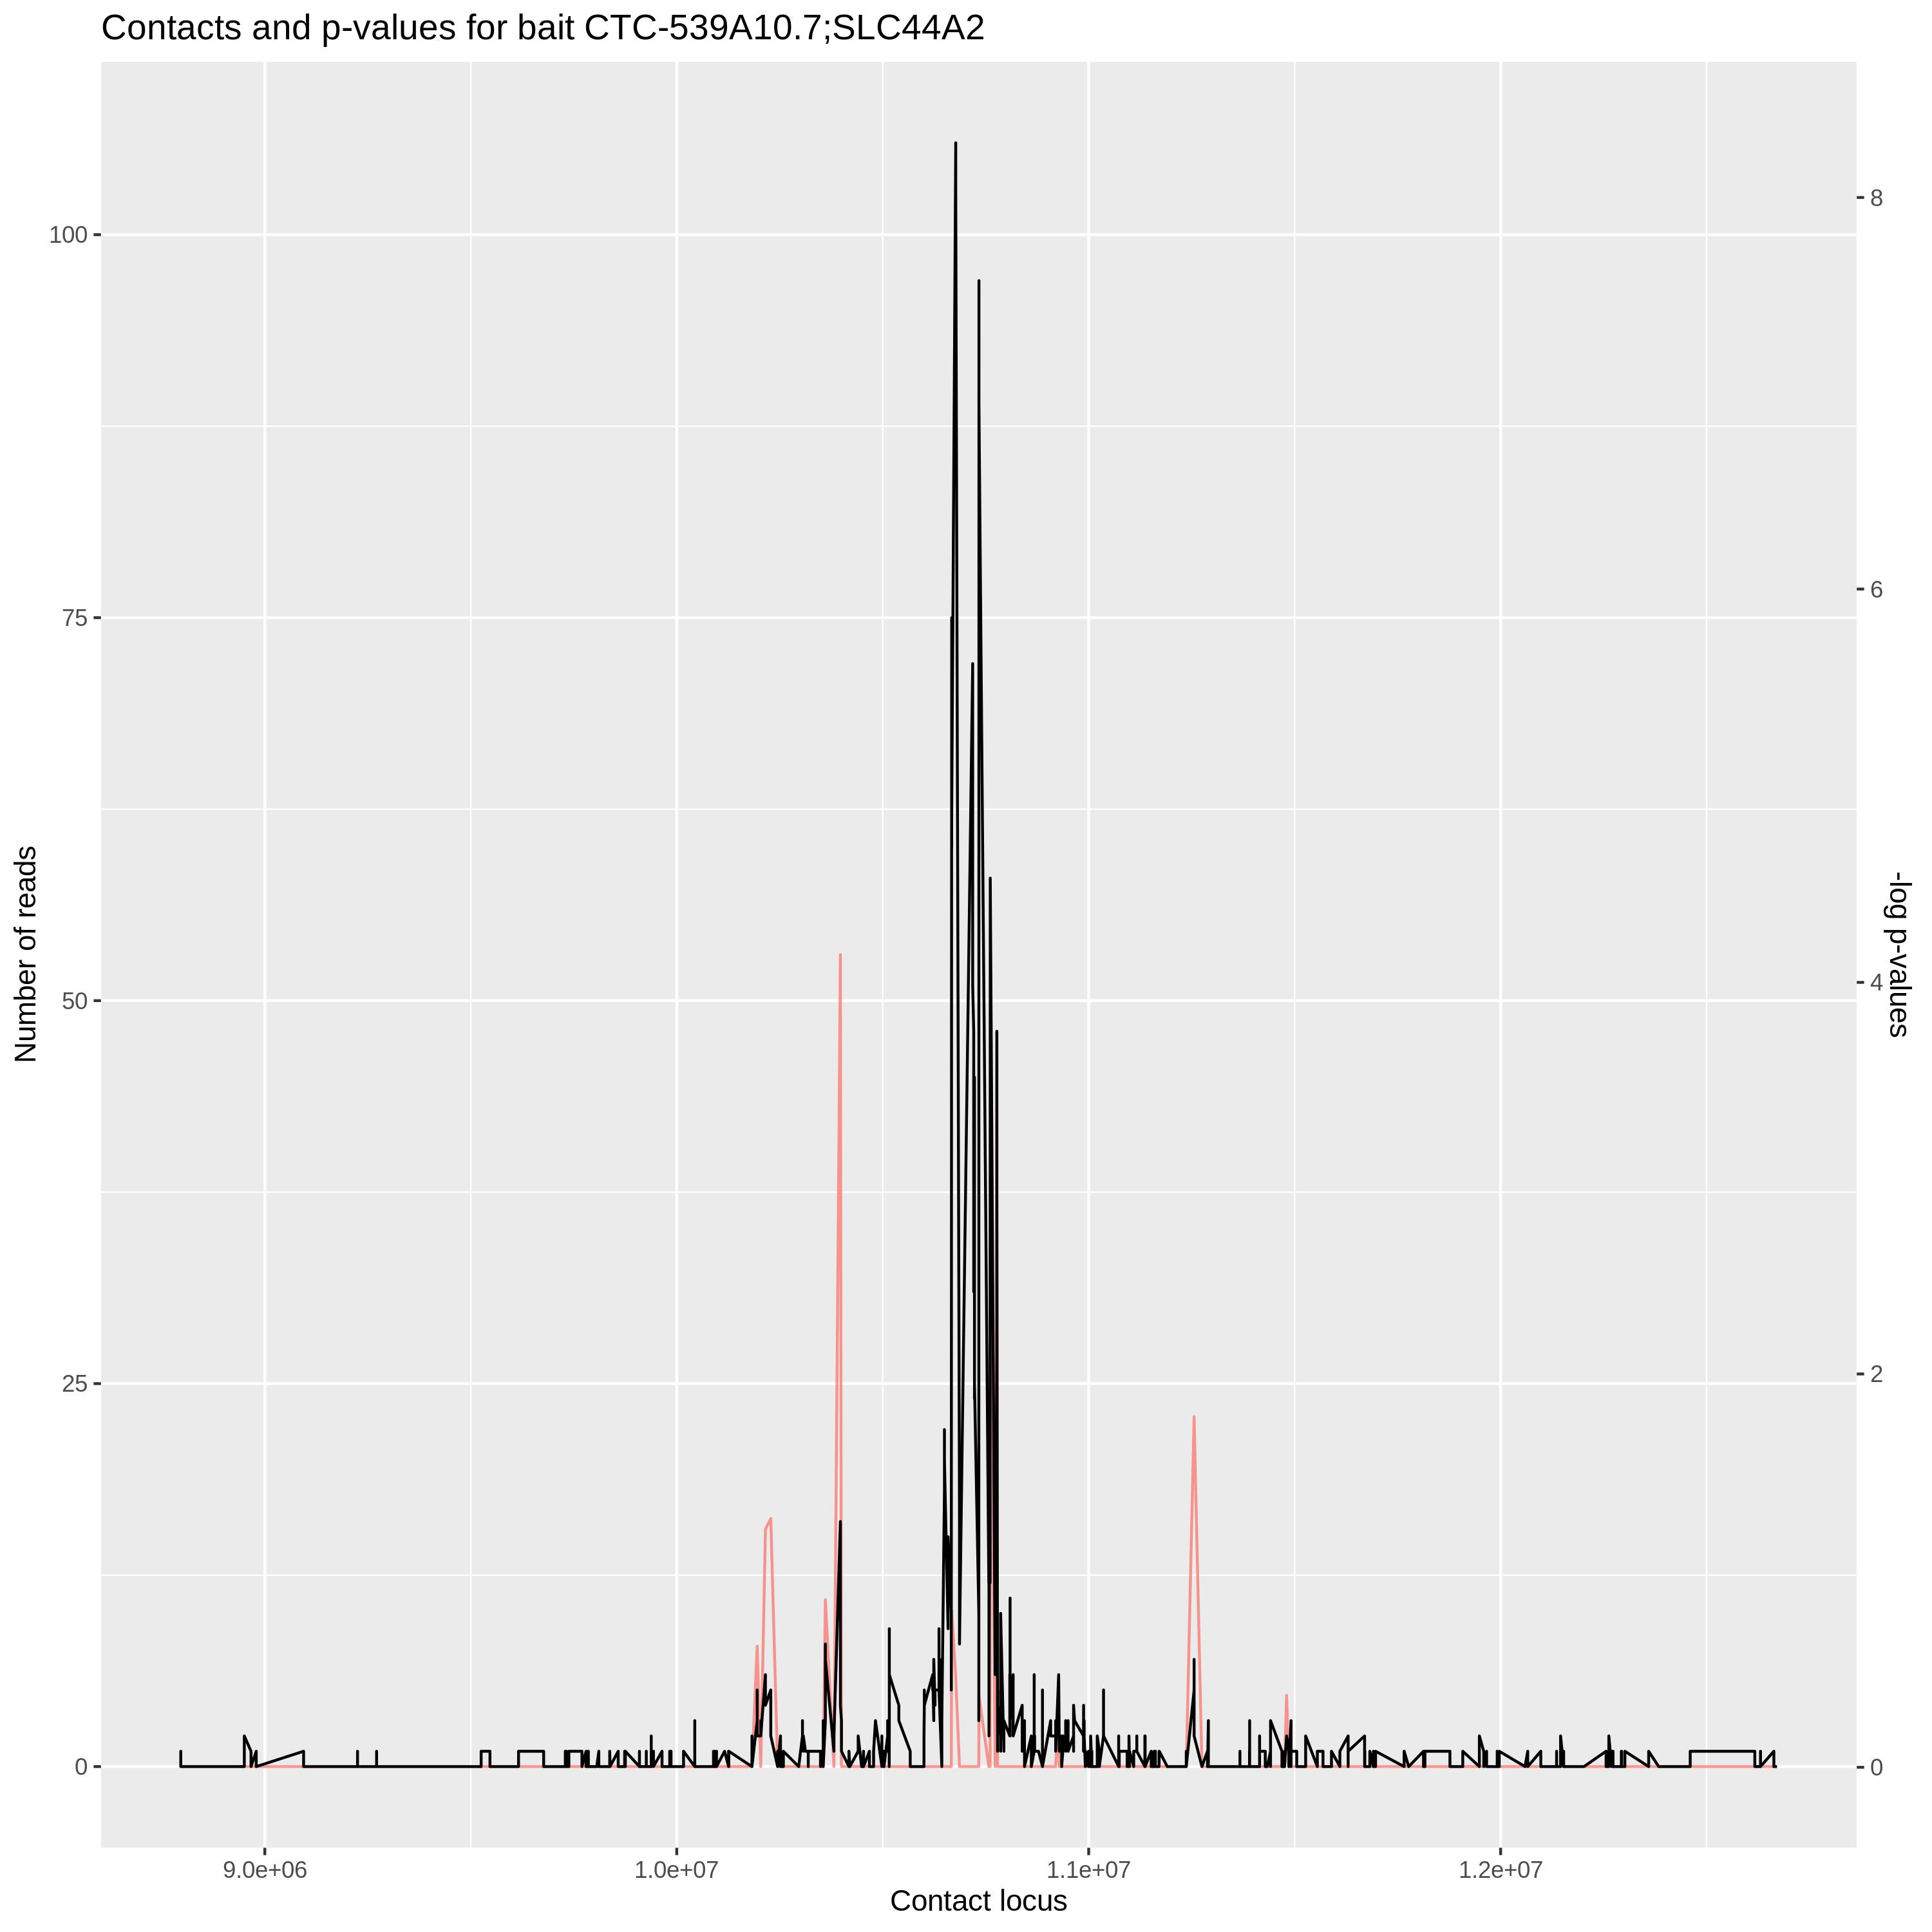 Contacts and p-values for bait CTC-539A10.7;SLC44A2
Number of reads
100
75
50
25
0
8
6
4
2
0
-log p-values
9.0e+06
1.0e+07
1.1e+07
1.2e+07
Contact locus